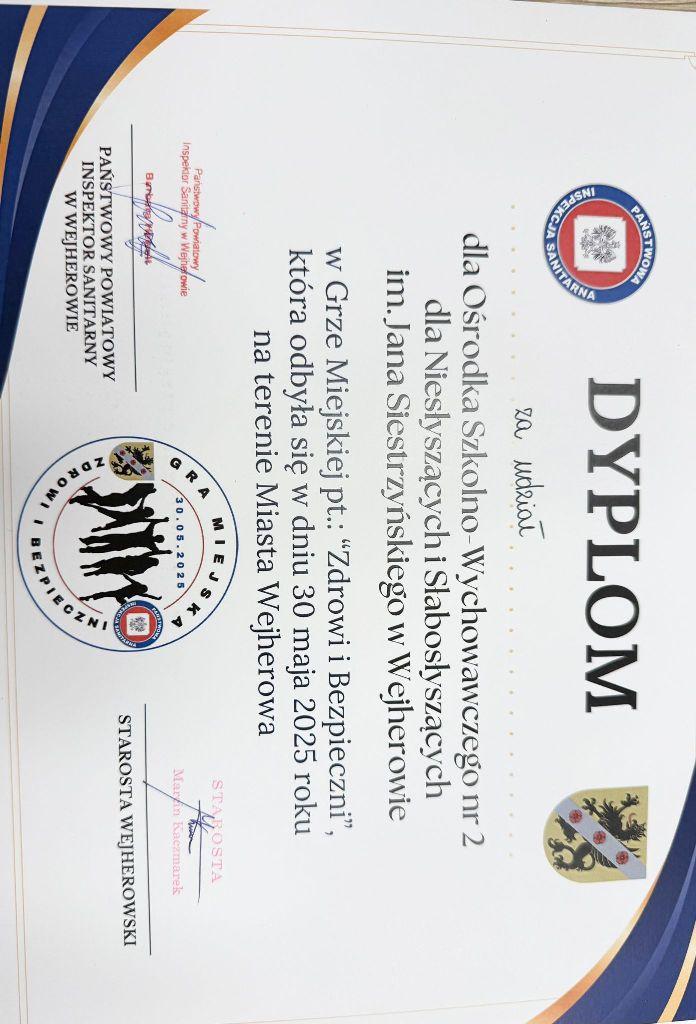 PAŃSTWOWA
INSPEKCJA SANITARNA
DYPLOM
za udział
dla Ośrodka Szkolno-Wychowawczego nr 2
dla Niesłyszących i Słabosłyszących
im.Jana Siestrzyńskiego w Wejherowie
w Grze Miejskiej pt.: “Zdrowi i Bezpieczni”,
która odbyła się w dniu 30 maja 2025 roku
na terenie Miasta Wejherowa
Państwowy Powiatowy
Inspektor Sanitarny w Wejherowie
PAŃSTWOWY POWIATOWY
INSPEKTOR SANITARNY
W WEJHEROWIE
GRA MIEJSKA
30.05.2025
ZDROWI I BEZPIECZNI
PAŃSTWOWA
INSPEKCJA SANITARNA
STAROSTA
Marcin Kaczmarek
STAROSTA WEJHEROWSKI